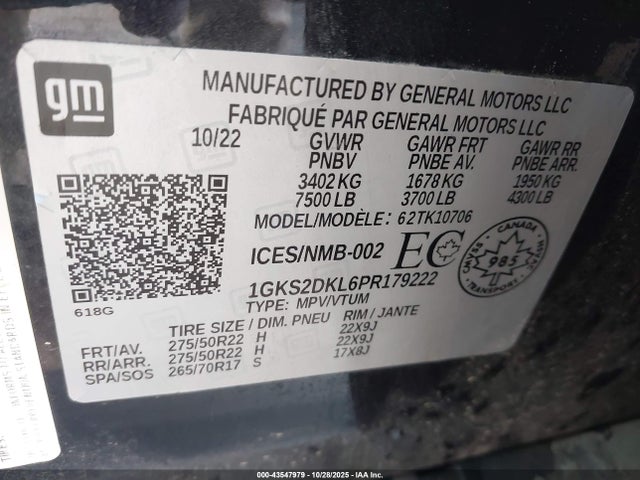 gm
MANUFACTURED BY GENERAL MOTORS LLC
FABRIQUÉ PAR GENERAL MOTORS LLC
10/22 GVWR GAWR FRT GAWR RR
PNBV PNBE AV. PNBE ARR.
3402 KG 1678 KG 1950 KG
7500 LB 3700 LB 4300 LB
MODEL/MODÈLE: 62TK10706
ICES/NMB-002 EC
CMVSS 985 NSVAC
1GKS2DKL6PR179222
TYPE: MPV/VTUM
618G
TIRE SIZE / DIM. PNEU RIM / JANTE
FRT/AV. 275/50R22 H 22X9J
RR/ARR. 275/50R22 H 22X9J
SPA/SOS 265/70R17 S 17X8J
000-43547979 | 10/28/2025 | IAA Inc.